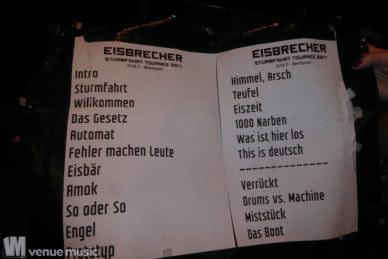 EISBRECHER
STURMFAHRT TOURNEE 2017
Intro
Sturmfahrt
Willkommen
Das Gesetz
Automat
Fehler machen Leute
Eisbär
Amok
So oder So
Engel
EISBRECHER
STURMFAHRT TOURNEE 2017
Himmel, Arsch
Teufel
Eiszeit
1000 Narben
Was ist hier los
This is deutsch
Verrückt
Drums vs. Machine
Miststück
Das Boot
venue music